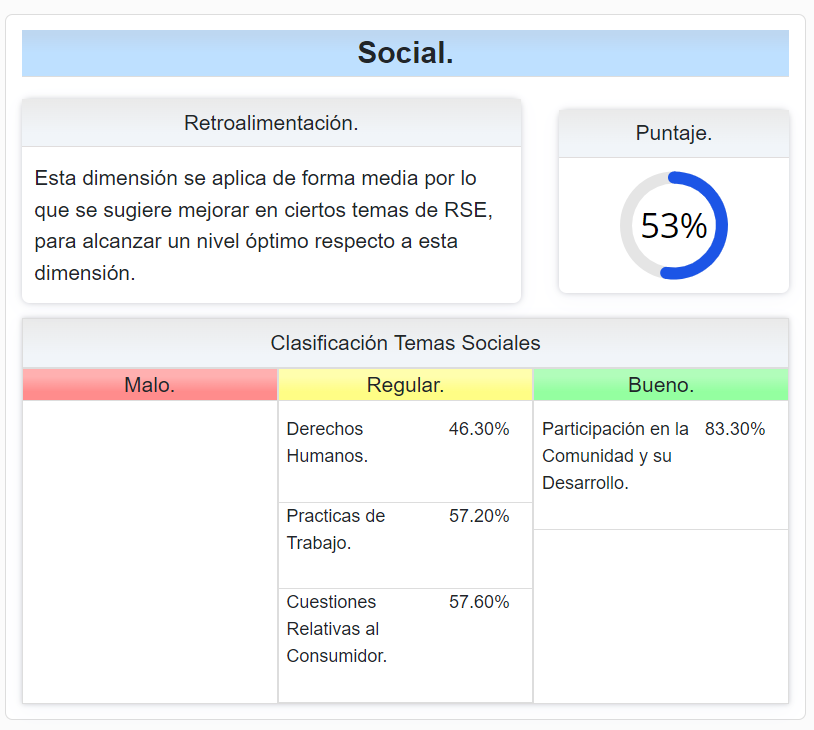 Social.
Retroalimentación.
Esta dimensión se aplica de forma media por lo
que se sugiere mejorar en ciertos temas de RSE,
para alcanzar un nivel óptimo respecto a esta
dimensión.
Puntaje.
53%
Clasificación Temas Sociales
Malo.
Regular.
Derechos 46.30%
Humanos.
Practicas de 57.20%
Trabajo.
Cuestiones 57.60%
Relativas al
Consumidor.
Bueno.
Participación en la 83.30%
Comunidad y su
Desarrollo.